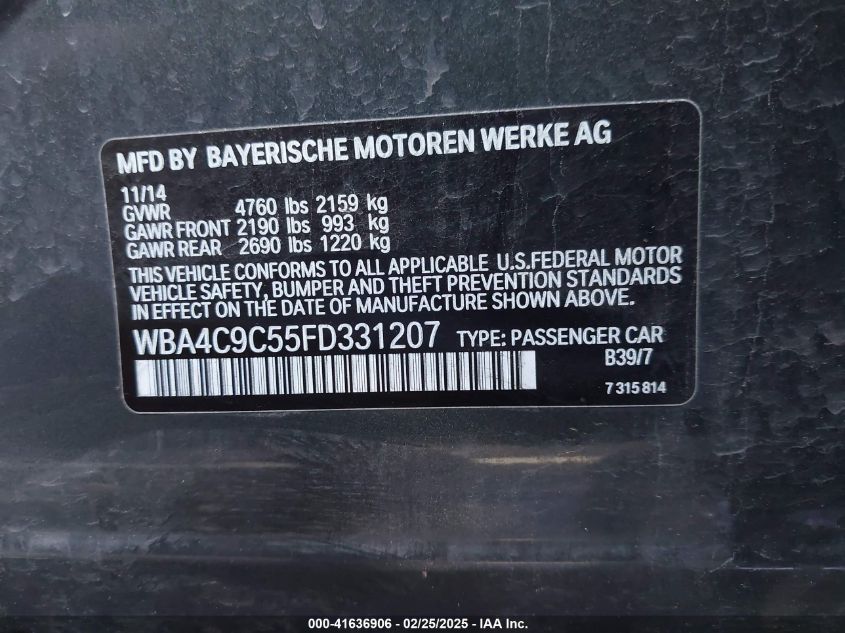 MFD BY BAYERISCHE MOTOREN WERKE AG
11/14
GVWR 4760 lbs 2159 kg
GAWR FRONT 2190 lbs 993 kg
GAWR REAR 2690 lbs 1220 kg
THIS VEHICLE CONFORMS TO ALL APPLICABLE U.S.FEDERAL MOTOR
VEHICLE SAFETY, BUMPER AND THEFT PREVENTION STANDARDS
IN EFFECT ON THE DATE OF MANUFACTURE SHOWN ABOVE.
WBA4C9C55FD331207 TYPE: PASSENGER CAR
B39/7
7 315 814
000-41636906 - 02/25/2025 - IAA Inc.